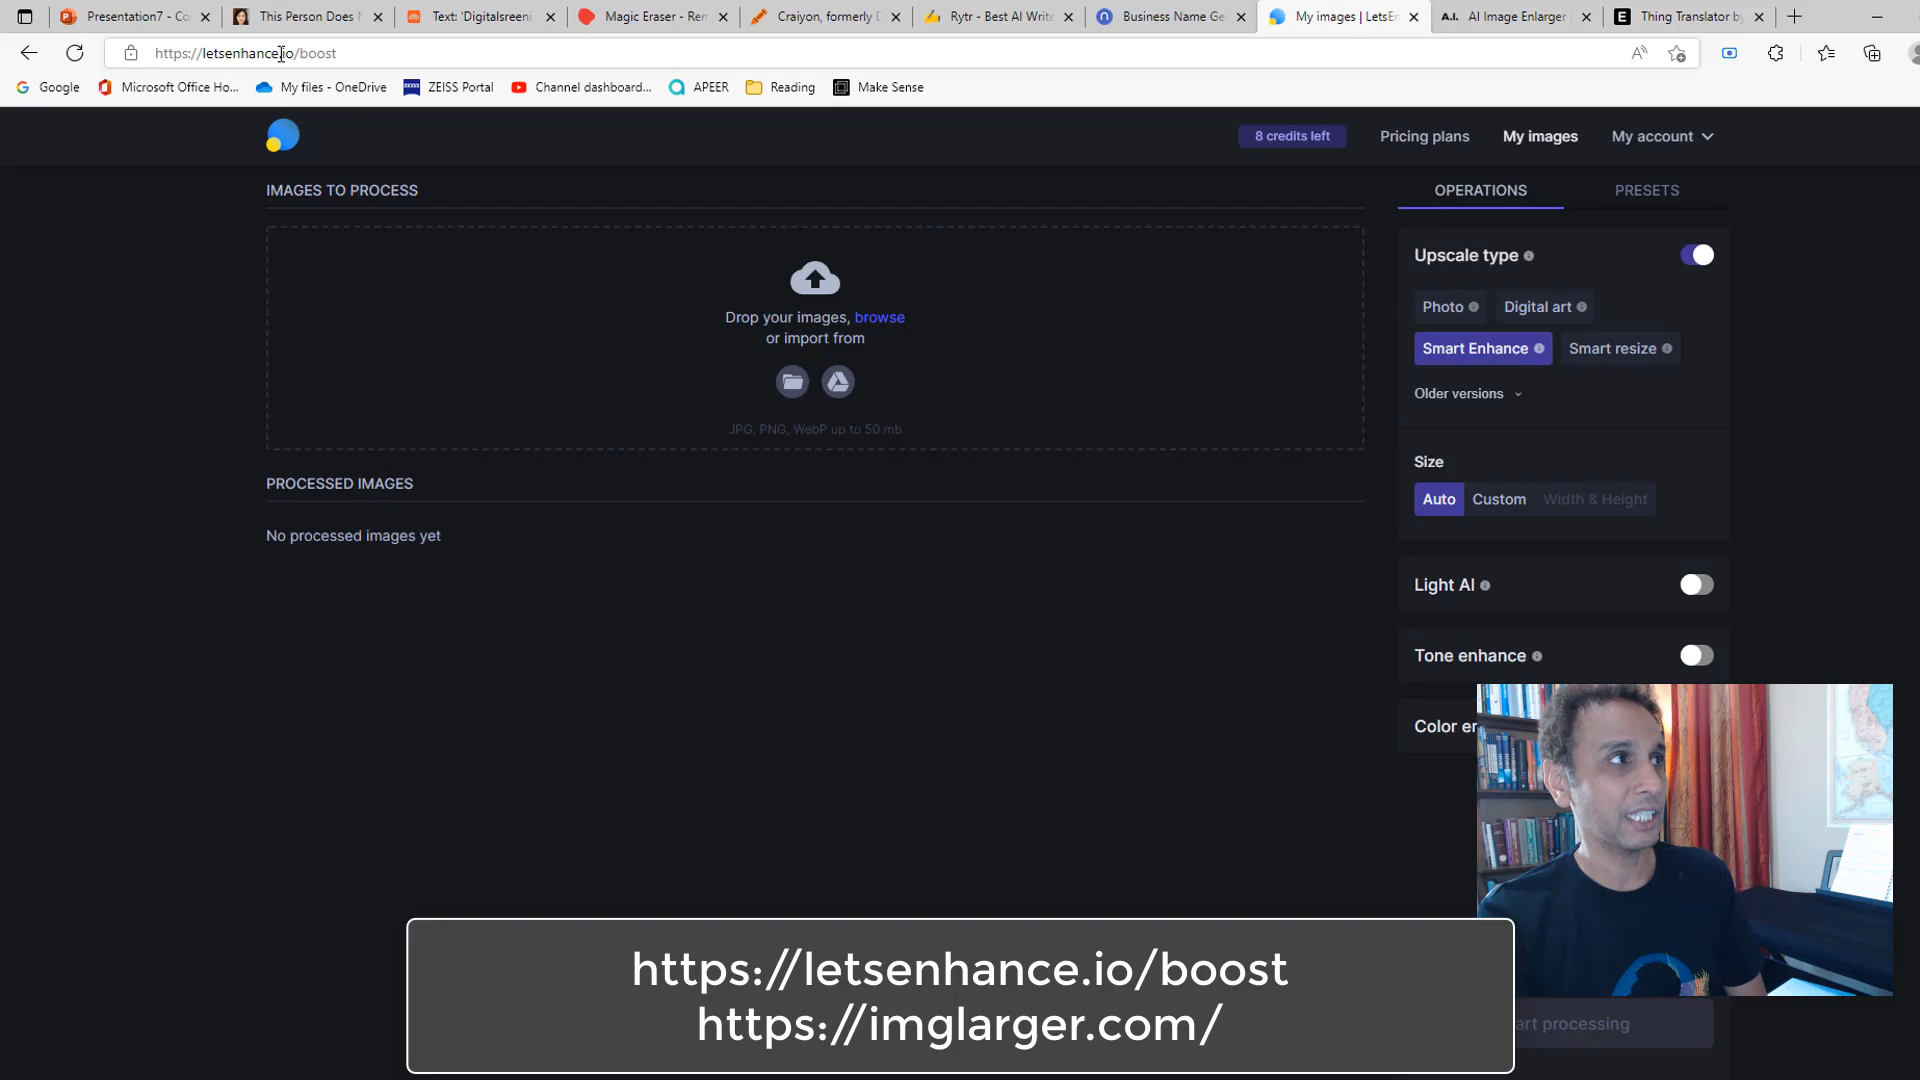 Presentation7 - Co
This Person Does N
Text: 'Digitalsreeni
Magic Eraser - Rem
Craiyon, formerly D
Rytr - Best AI Write
Business Name Ge
My images | LetsEn
A.I. AI Image Enlarger
Thing Translator by
https://letsenhance.io/boost
Google
Microsoft Office Ho...
My files - OneDrive
ZEISS Portal
Channel dashboard...
APEER
Reading
Make Sense
8 credits left
Pricing plans
My images
My account
IMAGES TO PROCESS
OPERATIONS
PRESETS
Drop your images, browse
or import from
JPG, PNG, WebP up to 50 mb
PROCESSED IMAGES
No processed images yet
Upscale type
Photo
Digital art
Smart Enhance
Smart resize
Older versions
Size
Auto
Custom
Width & Height
Light AI
Tone enhance
Color en
art processing
https://letsenhance.io/boost
https://imglarger.com/